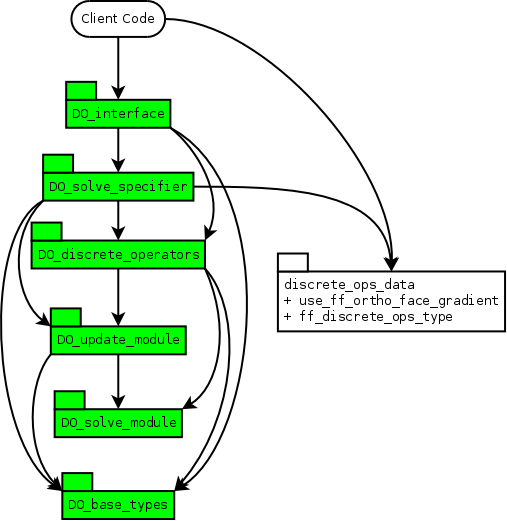 Client Code
DO_interface
DO_solve_specifier
DO_discrete_operators
discrete_ops_data
+ use_ff_ortho_face_gradient
+ ff_discrete_ops_type
DO_update_module
DO_solve_module
DO_base_types